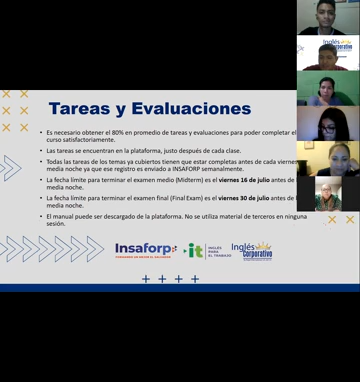 Inglés
Corporativo
Tareas y Evaluaciones
• Es necesario obtener el 80% en promedio de tareas y evaluaciones para poder completar el
curso satisfactoriamente.
• Las tareas se encuentran en la plataforma, justo después de cada clase.
• Todas las tareas de los temas ya cubiertos tienen que estar completas antes de cada viernes
media noche ya que ese registro es enviado a INSAFORP semanalmente.
• La fecha límite para terminar el examen medio (Midterm) es el viernes 16 de julio antes de
media noche.
• La fecha límite para terminar el examen final (Final Exam) es el viernes 30 de julio antes de
media noche.
• El manual puede ser descargado de la plataforma. No se utiliza material de terceros en ninguna
sesión.
Insaforp
it
INGLÉS
PARA
EL TRABAJO
Inglés
Corporativo